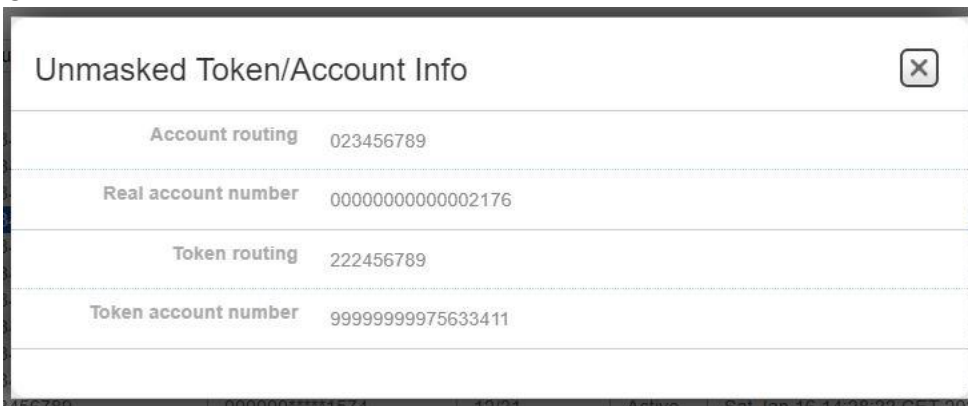 Unmasked Token/Account Info
Account routing 023456789
Real account number 00000000000002176
Token routing 222456789
Token account number 99999999975633411